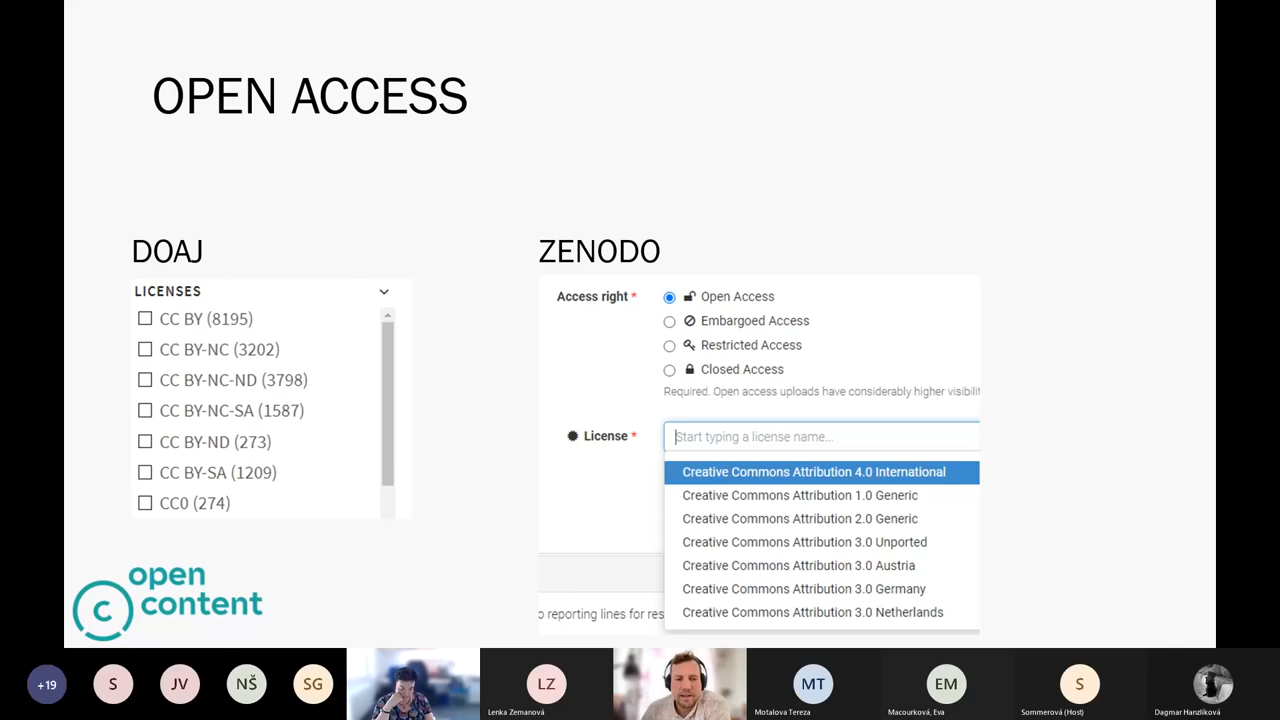 OPEN ACCESS
DOAJ
LICENSES
CC BY (8195)
CC BY-NC (3202)
CC BY-NC-ND (3798)
CC BY-NC-SA (1587)
CC BY-ND (273)
CC BY-SA (1209)
CC0 (274)
ZENODO
Access right *
Open Access
Embargoed Access
Restricted Access
Closed Access
Required. Open access uploads have considerably higher visibilit
License *
Start typing a license name...
Creative Commons Attribution 4.0 International
Creative Commons Attribution 1.0 Generic
Creative Commons Attribution 2.0 Generic
Creative Commons Attribution 3.0 Unported
Creative Commons Attribution 3.0 Austria
Creative Commons Attribution 3.0 Germany
Creative Commons Attribution 3.0 Netherlands
o reporting lines for res
c
open
content
+19
S
JV
NŠ
SG
LZ
Lenka Zemanová
MT
Motalova Tereza
EM
Macourková, Eva
S
Sommerová (Host)
Dagmar Hanzlíková